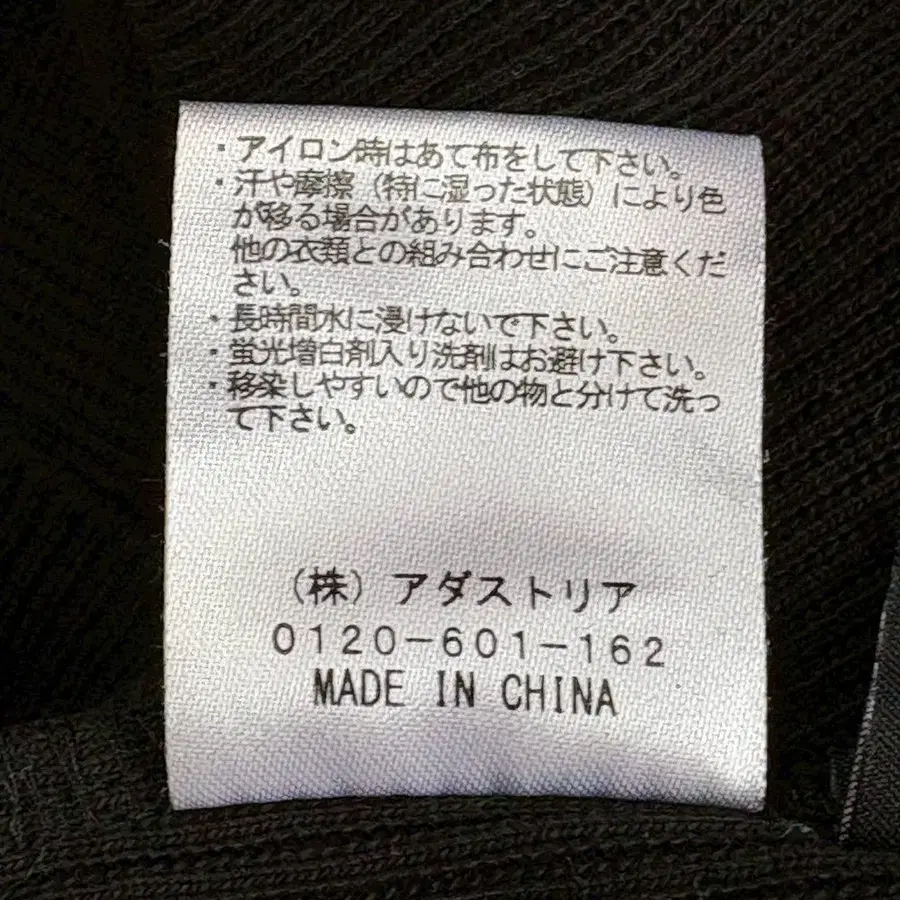 ・アイロン時はあて布をして下さい。
・汗や摩擦（特に湿った状態）により色
が移る場合があります。
他の衣類との組み合わせにご注意くだ
さい。
・長時間水に浸けないで下さい。
・蛍光増白剤入り洗剤はお避け下さい。
・移染しやすいので他の物と分けて洗っ
て下さい。
（株）アダストリア
0120-601-162
MADE IN CHINA